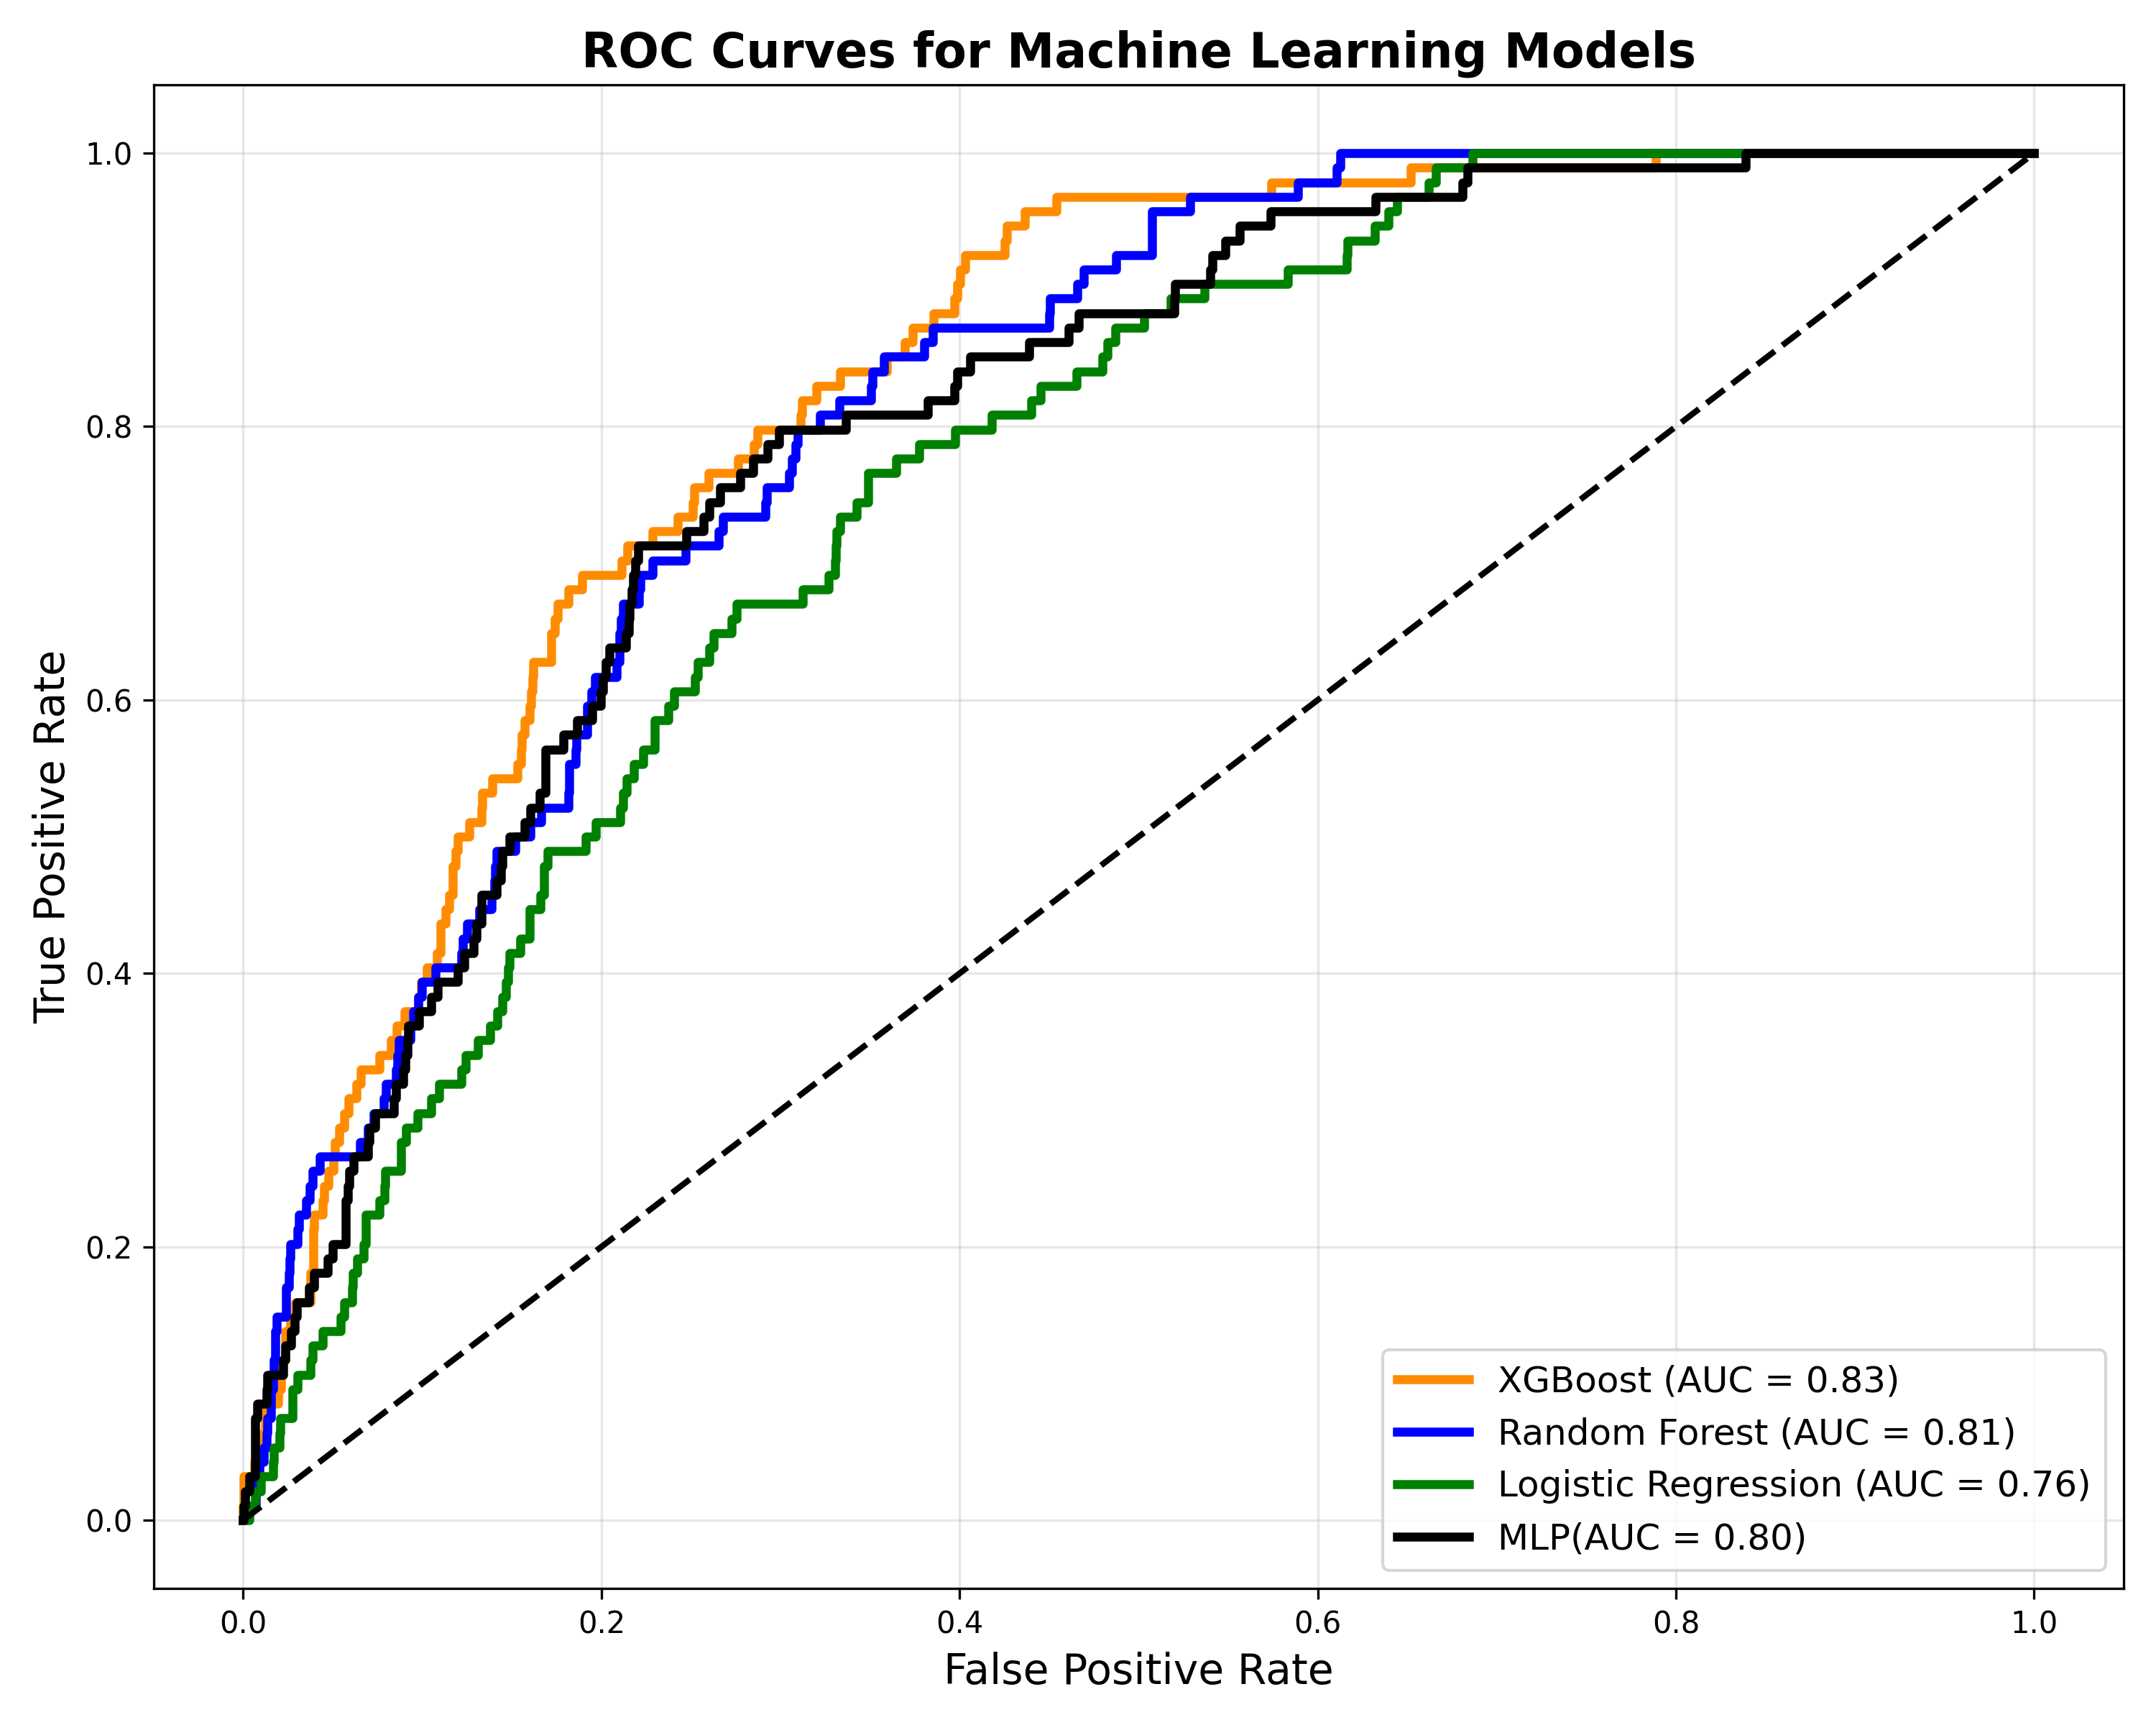 ROC Curves for Machine Learning Models
True Positive Rate
1.0
0.8
0.6
0.4
0.2
0.0
0.0 0.2 0.4 0.6 0.8 1.0
False Positive Rate
XGBoost (AUC = 0.83)
Random Forest (AUC = 0.81)
Logistic Regression (AUC = 0.76)
MLP(AUC = 0.80)